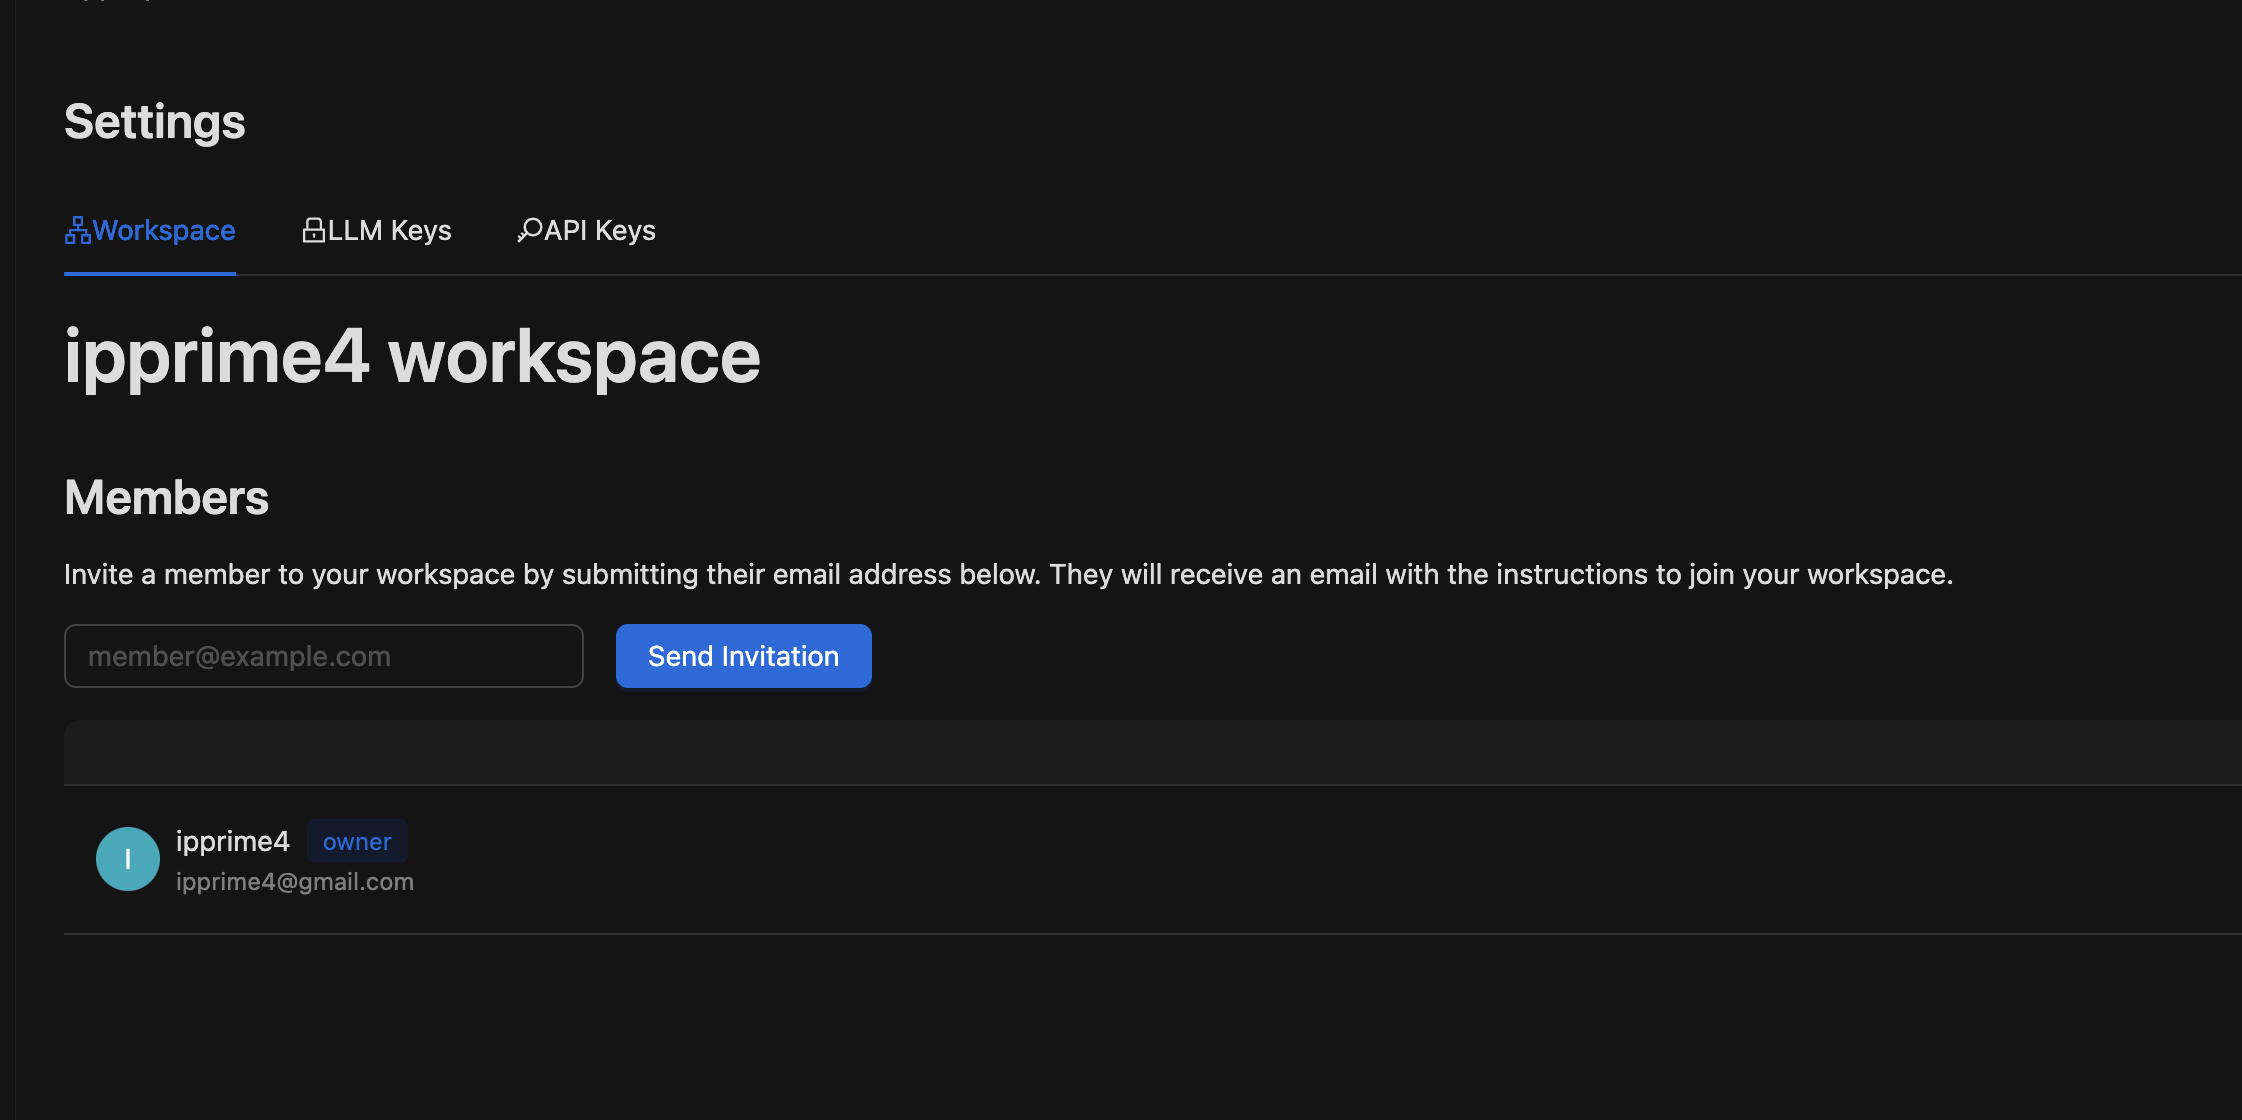 Settings
Workspace
LLM Keys
API Keys
ipprime4 workspace
Members
Invite a member to your workspace by submitting their email address below. They will receive an email with the instructions to join your workspace.
member@example.com
Send Invitation
I
ipprime4
owner
ipprime4@gmail.com